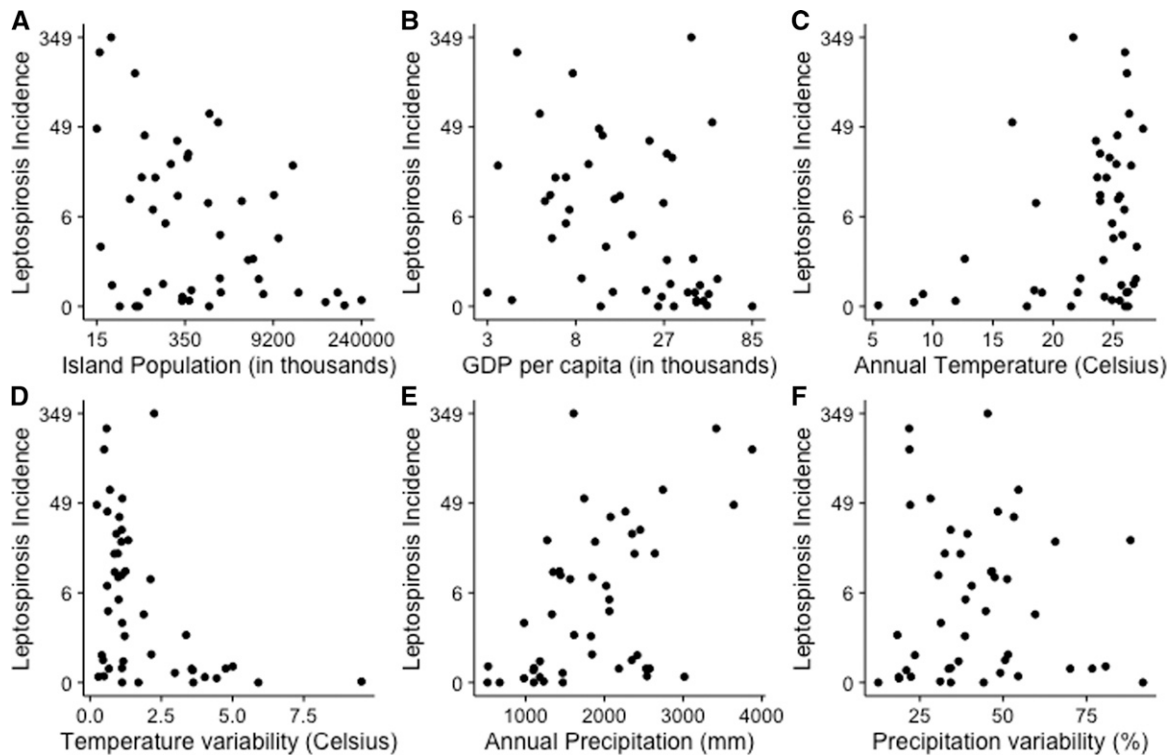 A B C
Leptospirosis Incidence
349
49
6
0
15 350 9200 240000
Island Population (in thousands)
Leptospirosis Incidence
349
49
6
0
3 8 27 85
GDP per capita (in thousands)
Leptospirosis Incidence
349
49
6
0
5 10 15 20 25
Annual Temperature (Celsius)
D E F
Leptospirosis Incidence
349
49
6
0
0.0 2.5 5.0 7.5
Temperature variability (Celsius)
Leptospirosis Incidence
349
49
6
0
1000 2000 3000 4000
Annual Precipitation (mm)
Leptospirosis Incidence
349
49
6
0
25 50 75
Precipitation variability (%)